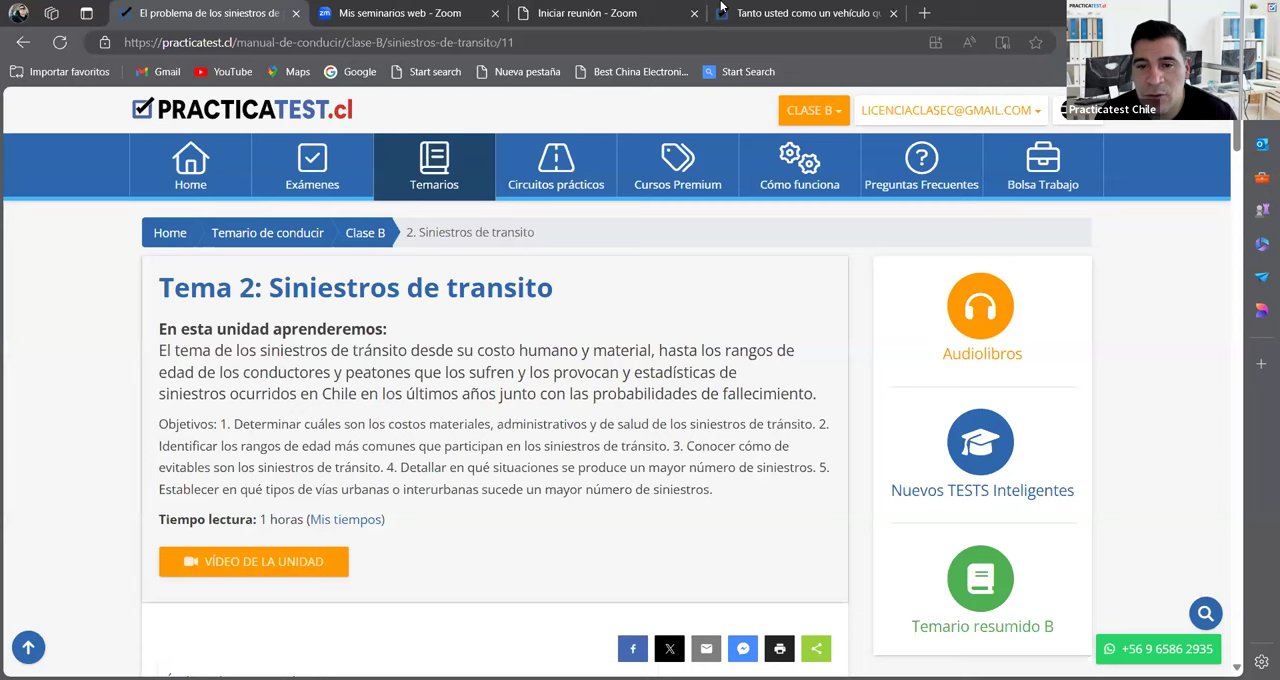 El problema de los siniestros de
Mis seminarios web - Zoom
Iniciar reunión - Zoom
Tanto usted como un vehículo qu
https://practicatest.cl/manual-de-conducir/clase-B/siniestros-de-transito/11
Importar favoritos
Gmail
YouTube
Maps
Google
Start search
Nueva pestaña
Best China Electroni...
Start Search
PRACTICATEST.cl
Practicatest Chile
PRACTICATEST.cl
CLASE B
LICENCIACLASEC@GMAIL.COM
Home
Exámenes
Temarios
Circuitos prácticos
Cursos Premium
Cómo funciona
Preguntas Frecuentes
Bolsa Trabajo
Home
Temario de conducir
Clase B
2. Siniestros de transito
Tema 2: Siniestros de transito
En esta unidad aprenderemos:
El tema de los siniestros de tránsito desde su costo humano y material, hasta los rangos de
edad de los conductores y peatones que los sufren y los provocan y estadísticas de
siniestros ocurridos en Chile en los últimos años junto con las probabilidades de fallecimiento.
Objetivos: 1. Determinar cuáles son los costos materiales, administrativos y de salud de los siniestros de tránsito. 2.
Identificar los rangos de edad más comunes que participan en los siniestros de tránsito. 3. Conocer cómo de
evitables son los siniestros de tránsito. 4. Detallar en qué situaciones se produce un mayor número de siniestros. 5.
Establecer en qué tipos de vías urbanas o interurbanas sucede un mayor número de siniestros.
Tiempo lectura: 1 horas (Mis tiempos)
VÍDEO DE LA UNIDAD
Audiolibros
Nuevos TESTS Inteligentes
Temario resumido B
+56 9 6586 2935